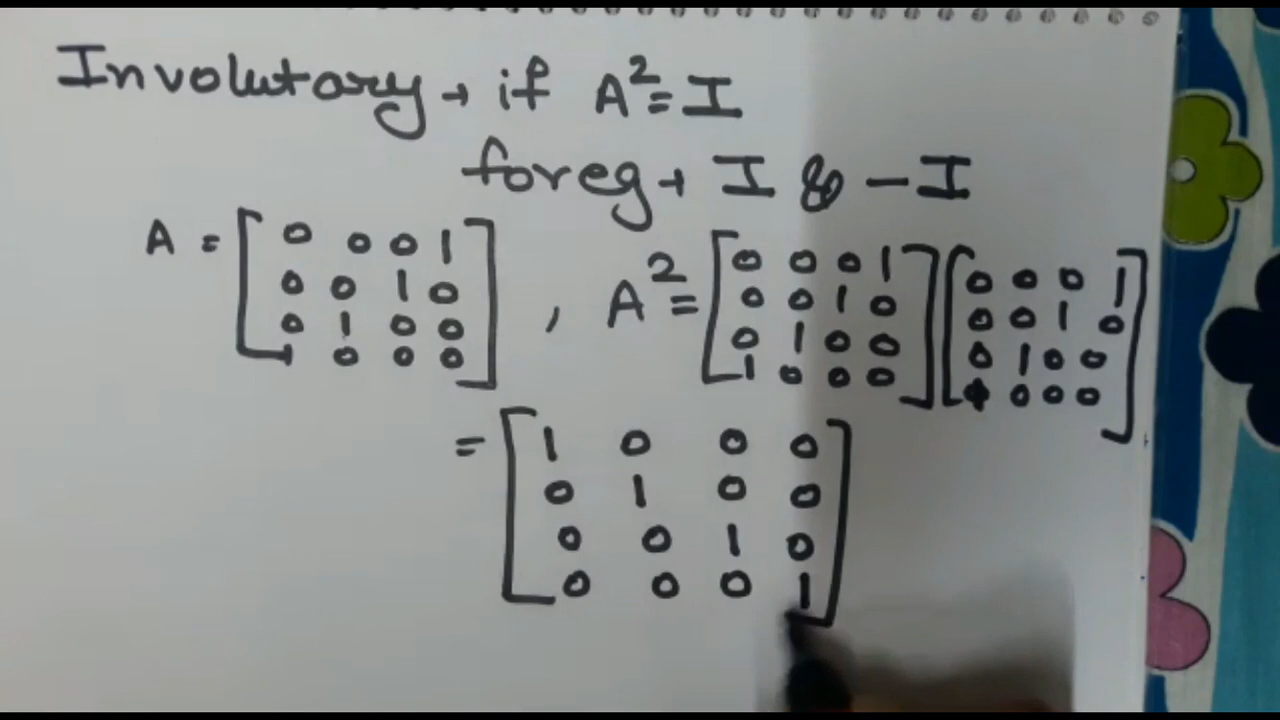 Involutory → if A²=I
foreg → I & -I
A = [0 0 0 1] , A² = [0 0 0 1] [0 0 0 1]
[0 0 1 0] [0 0 1 0] [0 0 1 0]
[0 1 0 0] [0 1 0 0] [0 1 0 0]
[1 0 0 0] [1 0 0 0] [1 0 0 0]
= [1 0 0 0]
[0 1 0 0]
[0 0 1 0]
[0 0 0 1]